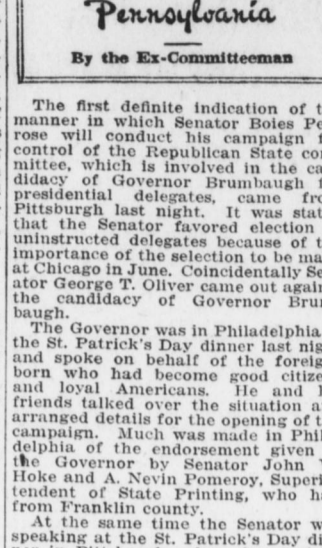 Pennsylvania
By the Ex-Committeeman
The first definite indication of t
manner in which Senator Boies Pe
rose will conduct his campaign f
control of the Republican State com
mittee, which is involved in the ca
didacy of Governor Brumbaugh f
presidential delegates, came fro
Pittsburgh last night. It was stat
that the Senator favored election
uninstructed delegates because of t
importance of the selection to be ma
at Chicago in June. Coincidentally Se
ator George T. Oliver came out again
the candidacy of Governor Brum
baugh.
The Governor was in Philadelphia
the St. Patrick's Day dinner last nig
and spoke on behalf of the foreig
born who had become good citize
and loyal Americans. He and h
friends talked over the situation a
arranged details for the opening of t
campaign. Much was made in Phil
delphia of the endorsement given
the Governor by Senator John
Hoke and A. Nevin Pomeroy, Superi
tendent of State Printing, who ha
from Franklin county.
At the same time the Senator w
speaking at the St. Patrick's Day di